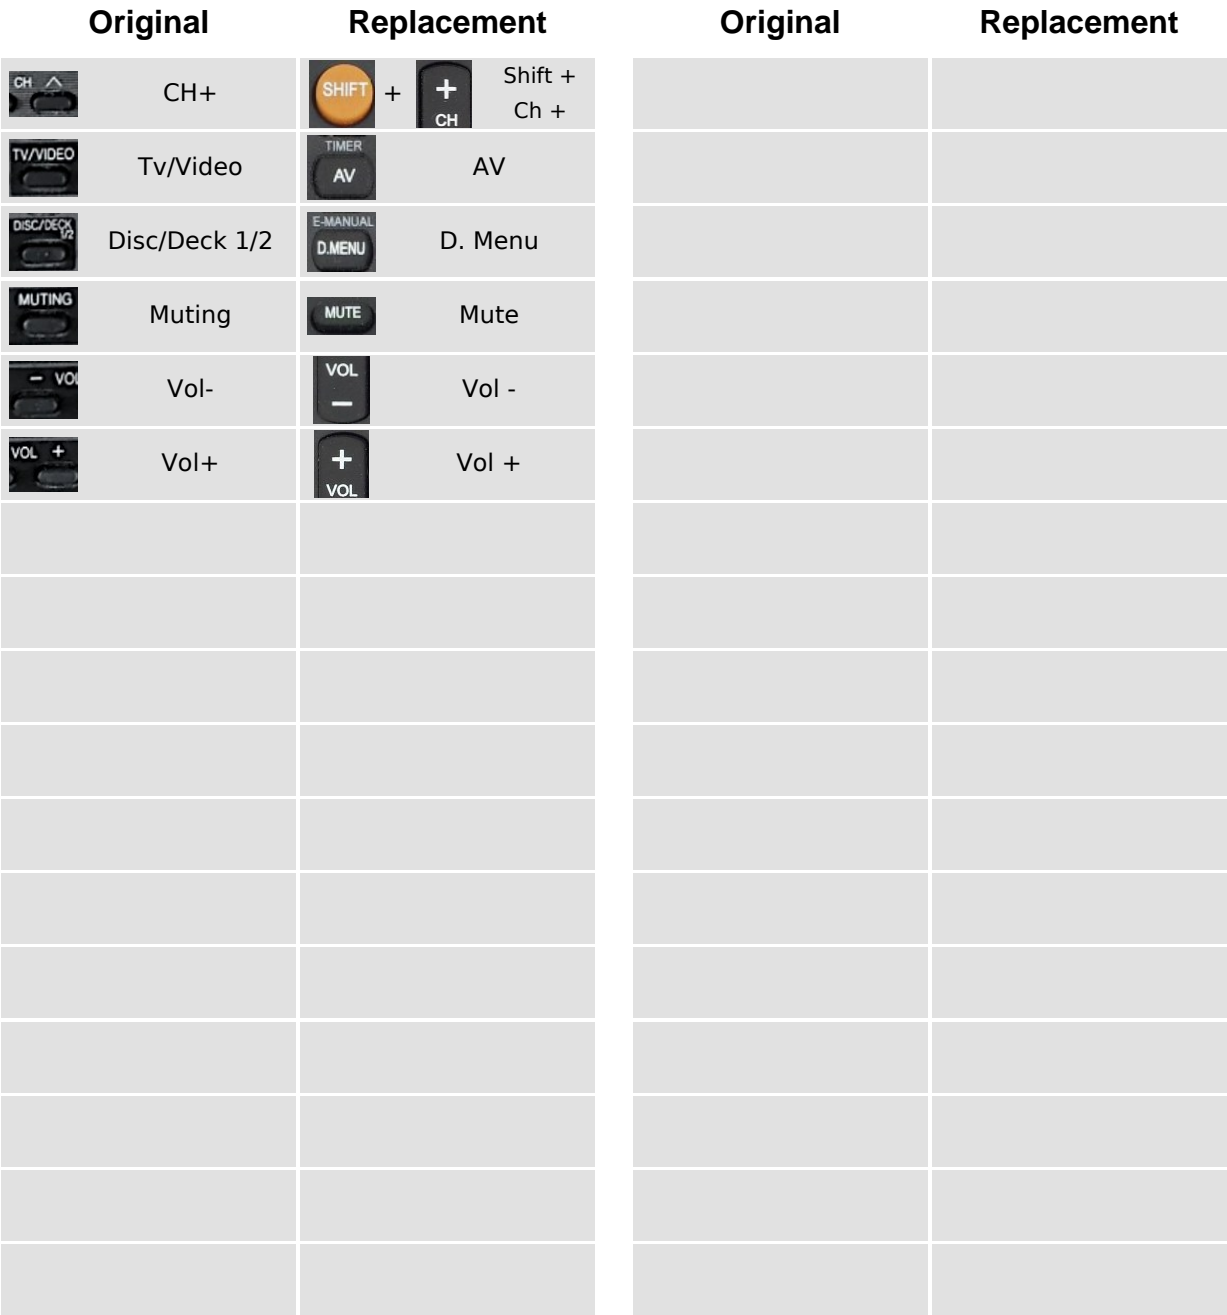 Original Replacement Original Replacement
CH ∧ CH+ SHIFT + + CH Shift + Ch +
TV/VIDEO Tv/Video TIMER AV AV
DISC/DECK 1/2 Disc/Deck 1/2 E-MANUAL D.MENU D. Menu
MUTING Muting MUTE Mute
– VOL Vol- VOL – Vol -
VOL + Vol+ + VOL Vol +